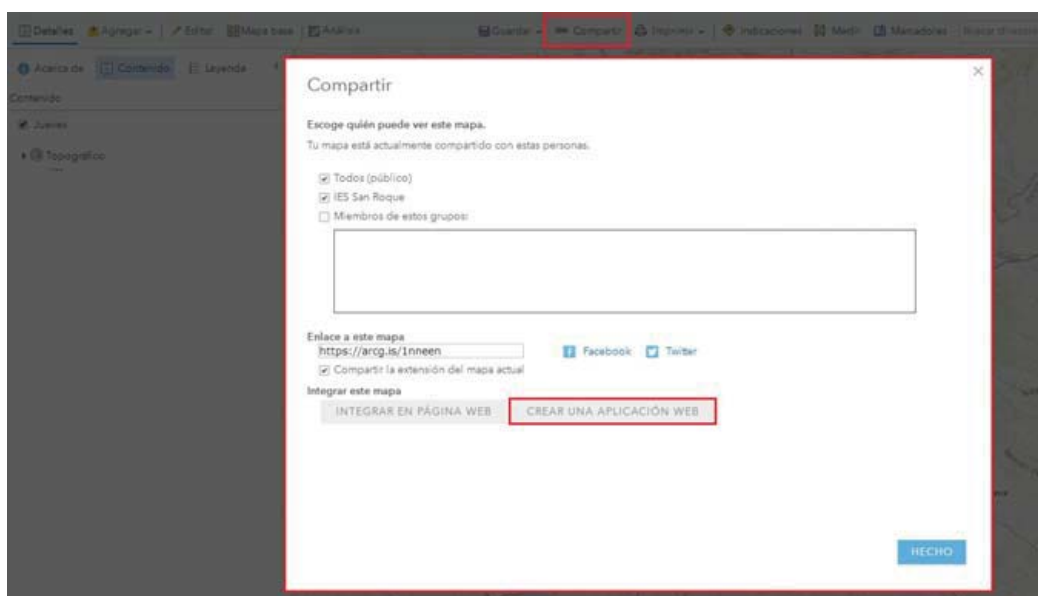 Detalles Agregar Editar Mapa base Análisis Guardar Compartir Imprimir Indicaciones Medir Marcadores
Acerca de Contenido Leyenda
Contenido
Jueves
Topográfico
Compartir
Escoge quién puede ver este mapa.
Tu mapa está actualmente compartido con estas personas.
Todos (público)
IES San Roque
Miembros de estos grupos:
Enlace a este mapa
https://arcg.is/1nneen Facebook Twitter
Compartir la extensión del mapa actual
Integrar este mapa
INTEGRAR EN PÁGINA WEB CREAR UNA APLICACIÓN WEB
HECHO